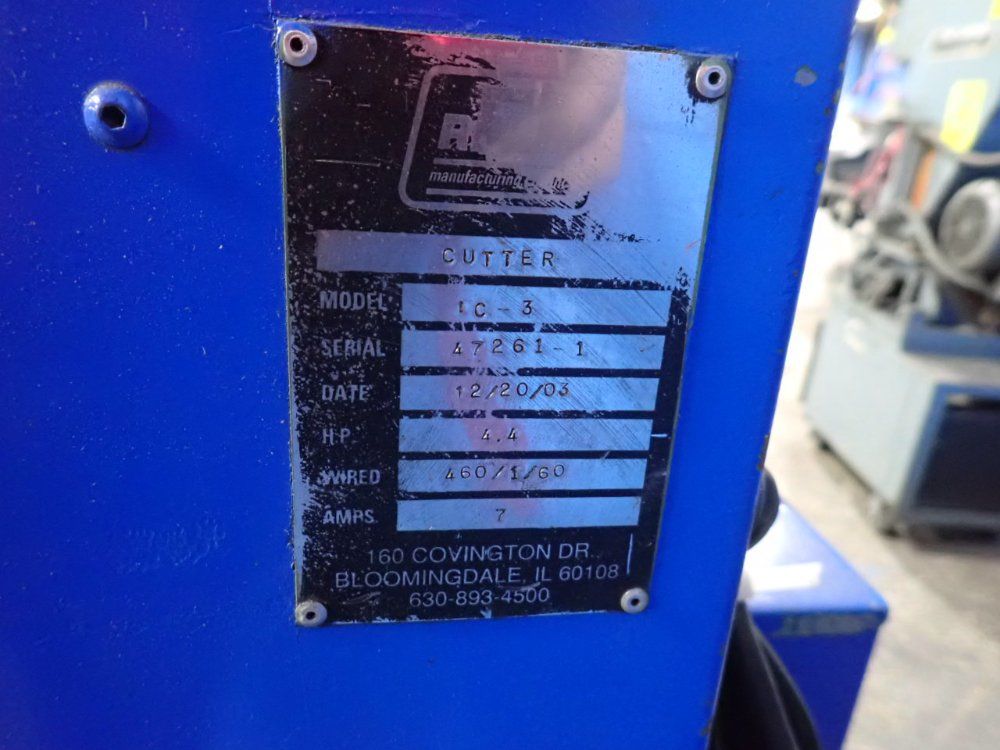 manufacturing
CUTTER
MODEL IC-3
SERIAL 47261-1
DATE 12/20/03
H.P. 4.4
WIRED 460/1/60
AMPS 7
160 COVINGTON DR.
BLOOMINGDALE, IL 60108
630-893-4500